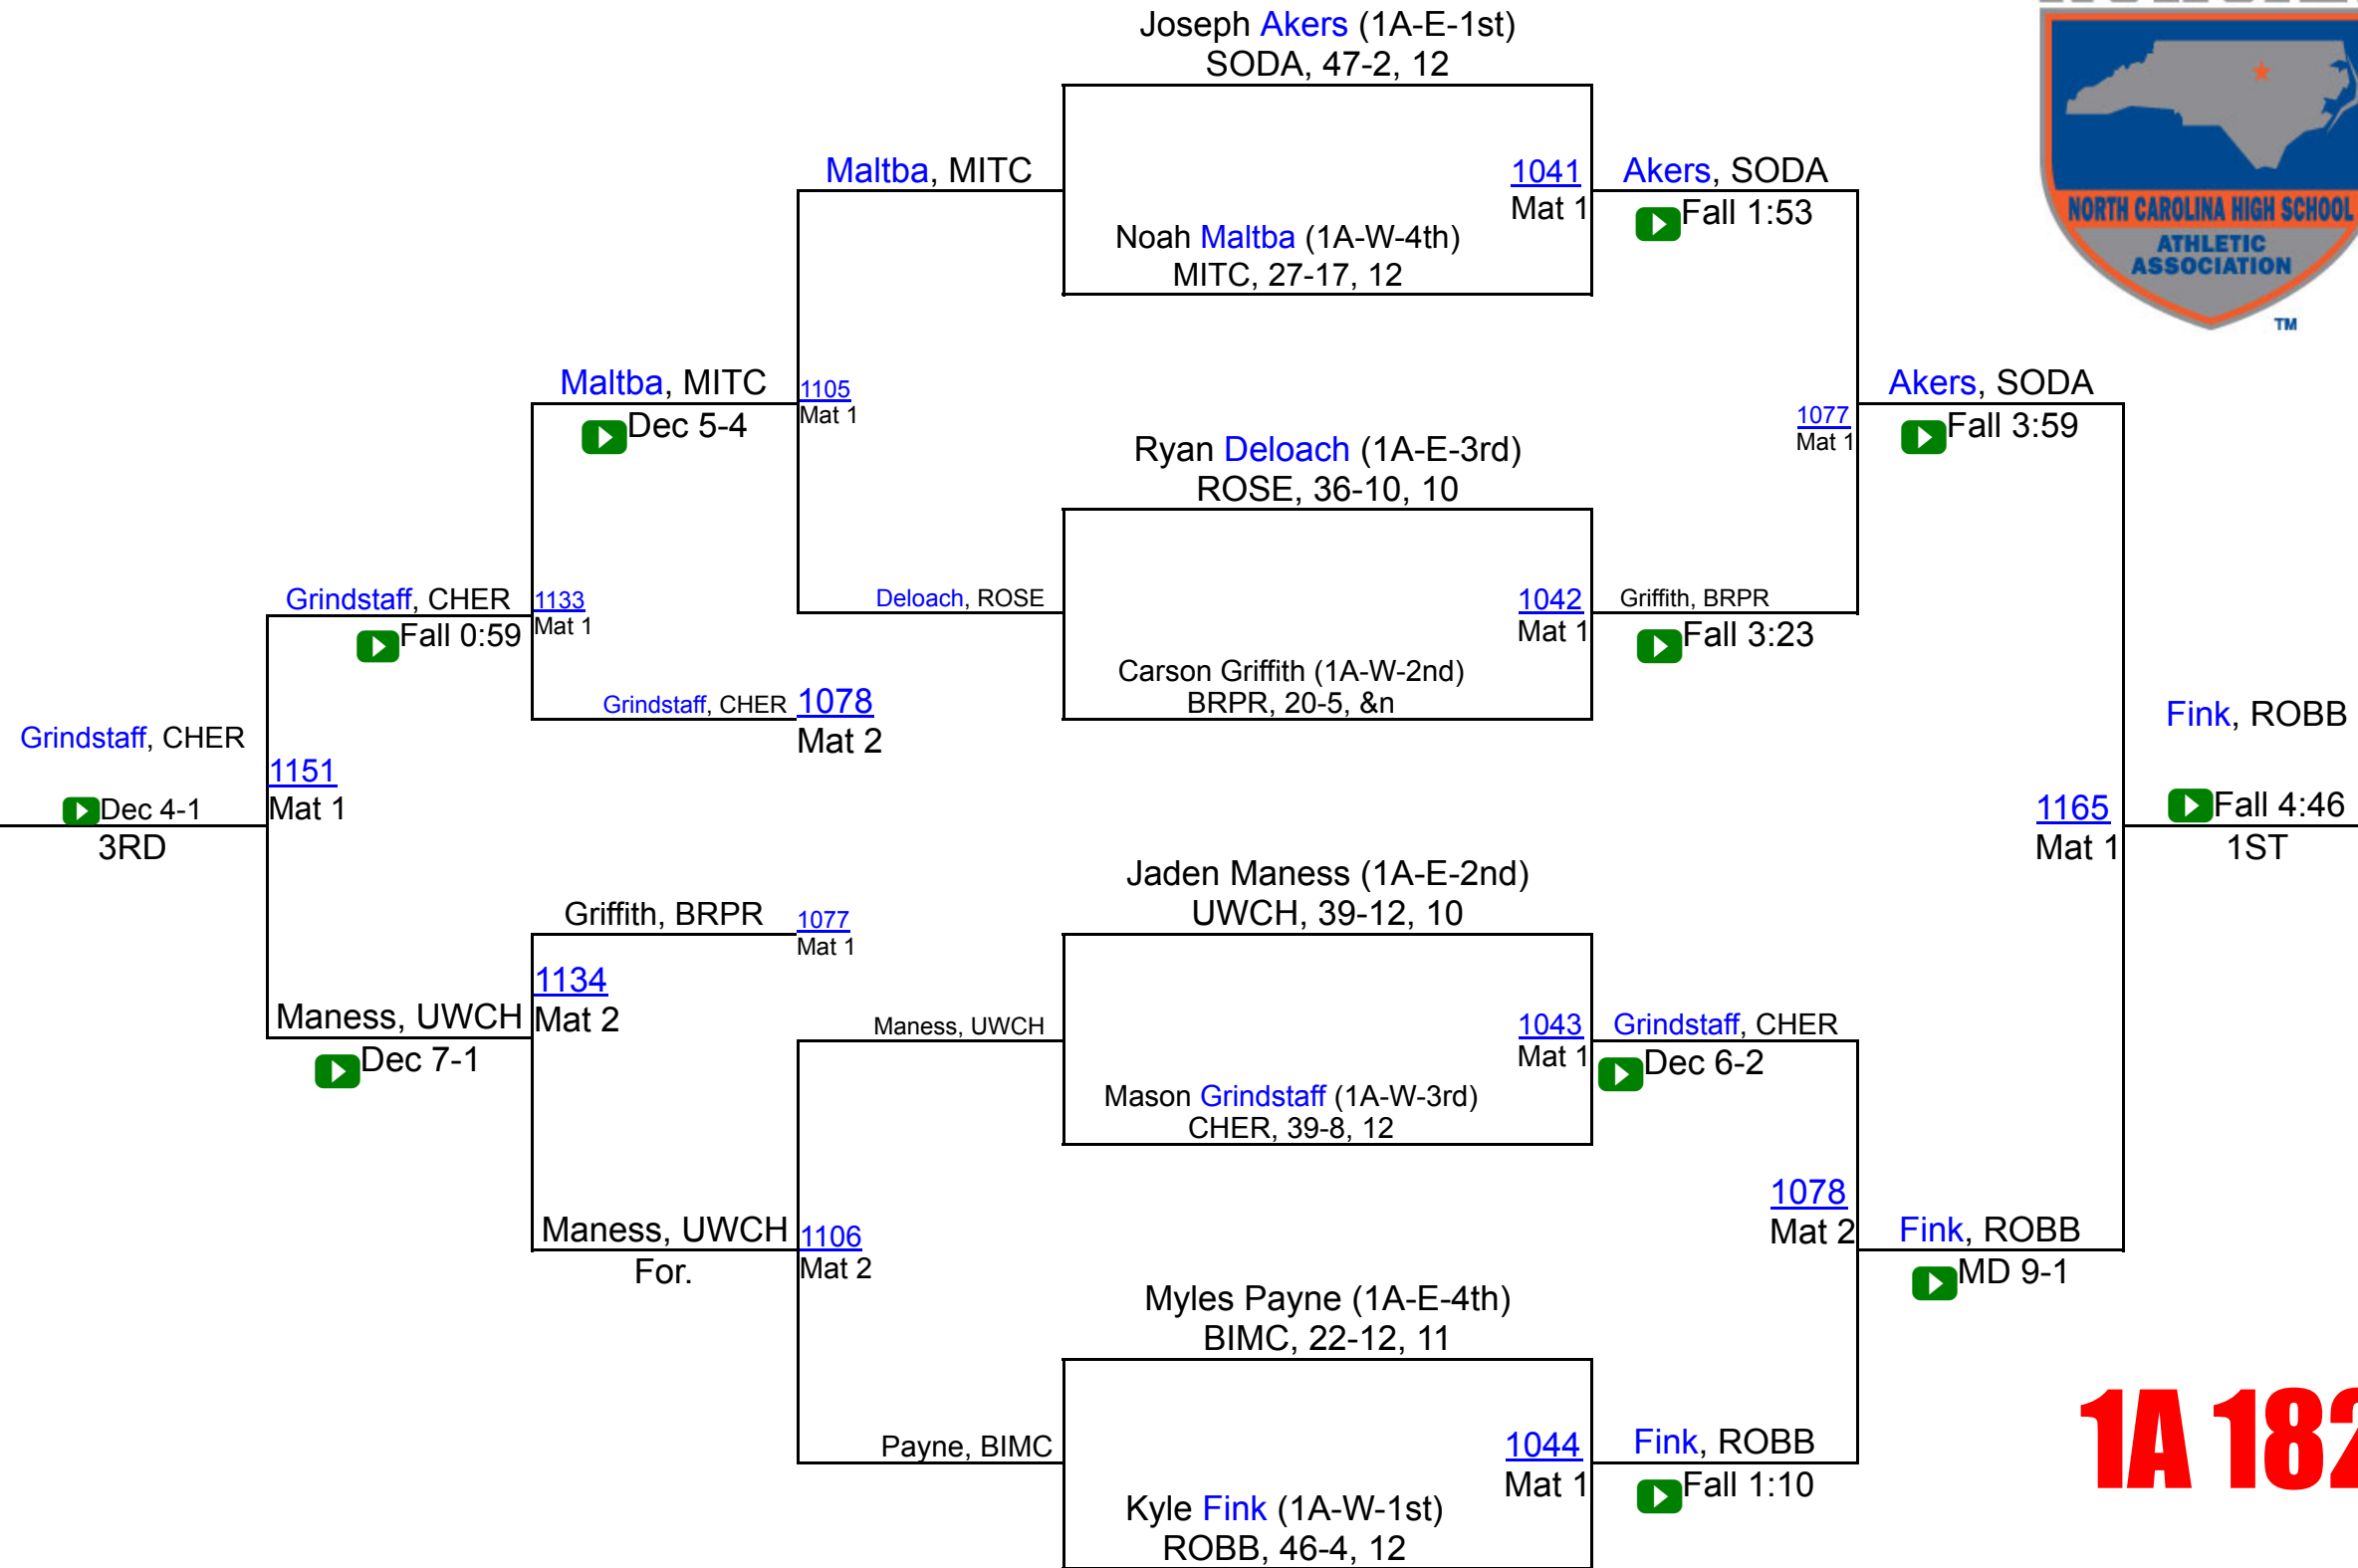 Joseph Akers (1A-E-1st)
SODA, 47-2, 12
Maltba, MITC
1041
Mat 1
Akers, SODA
Fall 1:53
Noah Maltba (1A-W-4th)
MITC, 27-17, 12
NORTH CAROLINA HIGH SCHOOL
ATHLETIC
ASSOCIATION
TM
Maltba, MITC
Dec 5-4
1105
Mat 1
1077
Mat 1
Akers, SODA
Fall 3:59
Ryan Deloach (1A-E-3rd)
ROSE, 36-10, 10
Grindstaff, CHER
Fall 0:59
1133
Mat 1
Deloach, ROSE
1042
Mat 1
Griffith, BRPR
Fall 3:23
Carson Griffith (1A-W-2nd)
BRPR, 20-5, &n
Grindstaff, CHER
1078
Mat 2
Grindstaff, CHER
Dec 4-1
3RD
1151
Mat 1
Fink, ROBB
Fall 4:46
1ST
1165
Mat 1
Jaden Maness (1A-E-2nd)
UWCH, 39-12, 10
Griffith, BRPR
1077
Mat 1
1134
Mat 2
Maness, UWCH
Dec 7-1
Maness, UWCH
1043
Mat 1
Grindstaff, CHER
Dec 6-2
Mason Grindstaff (1A-W-3rd)
CHER, 39-8, 12
Maness, UWCH
For.
1106
Mat 2
1078
Mat 2
Fink, ROBB
MD 9-1
Myles Payne (1A-E-4th)
BIMC, 22-12, 11
Payne, BIMC
1044
Mat 1
Fink, ROBB
Fall 1:10
Kyle Fink (1A-W-1st)
ROBB, 46-4, 12
1A 182